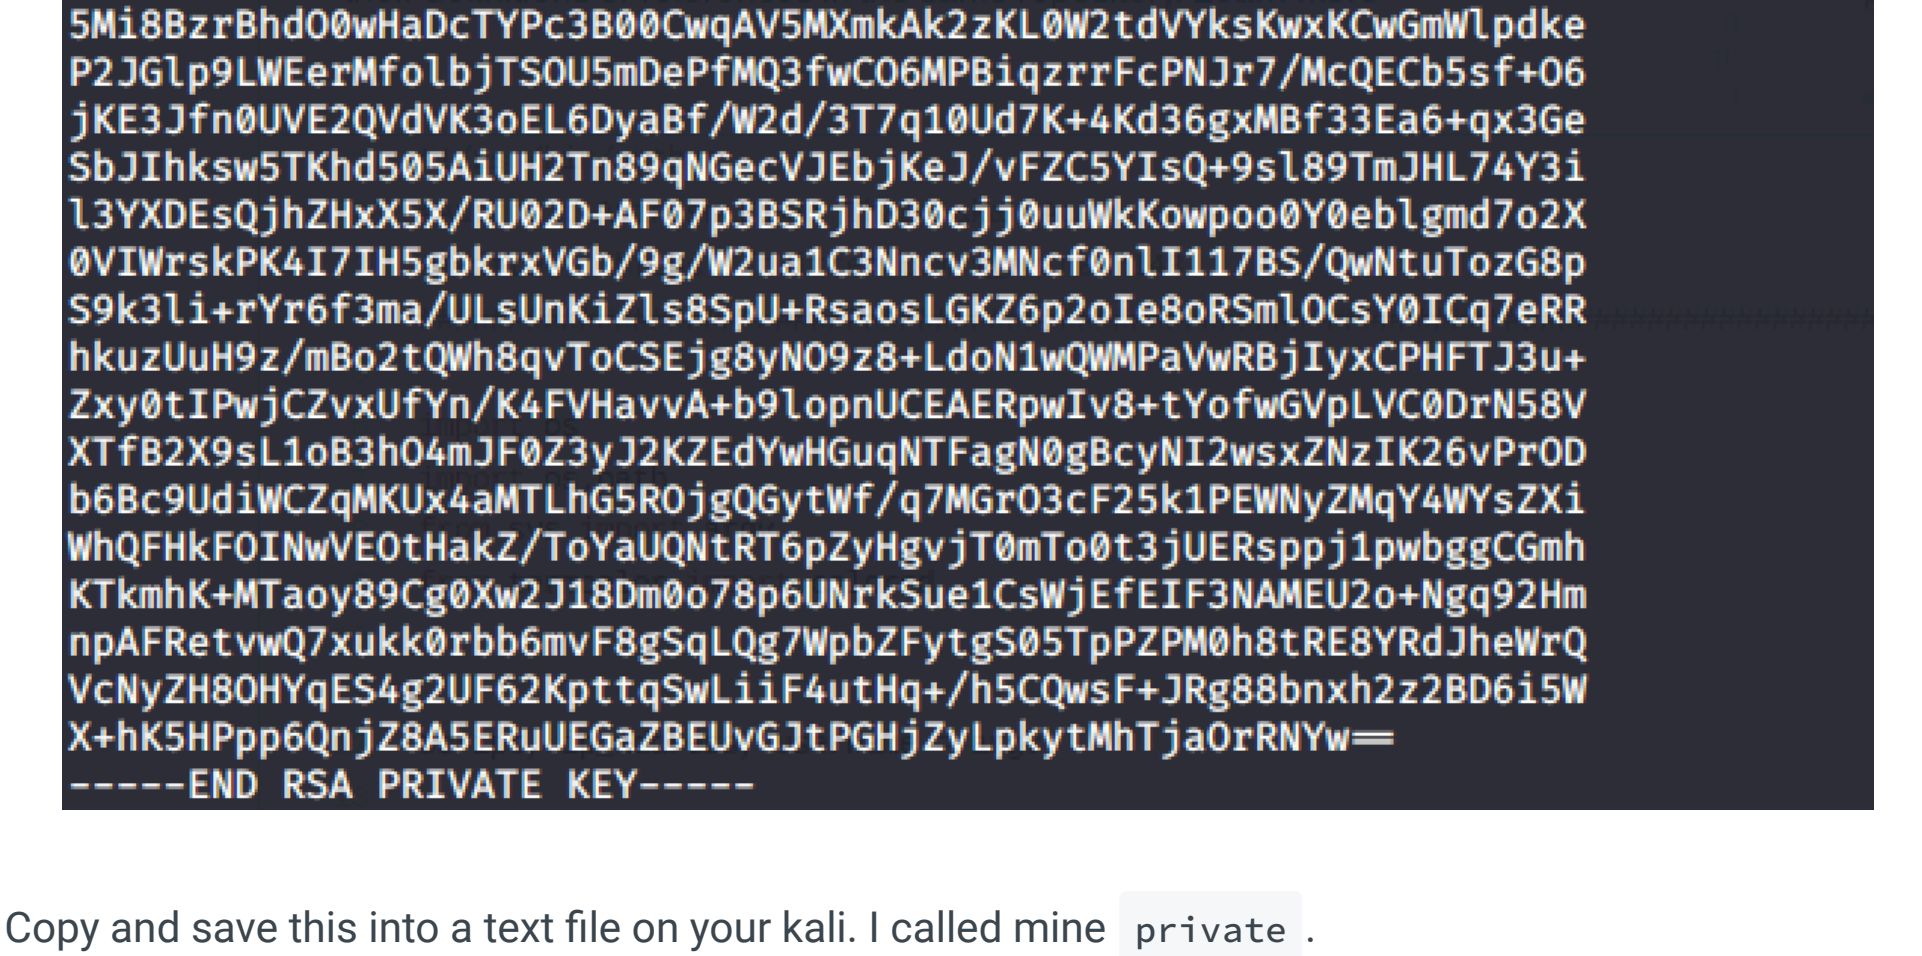 5Mi8BzrBhdO0wHaDcTYPc3B00CwqAV5MXmkAk2zKL0W2tdVYksKwxKCwGmWlpdke
P2JGlp9LWEerMfolbjTSOU5mDePfMQ3fwCO6MPBiqzrrFcPNJr7/McQECb5sf+O6
jKE3Jfn0UVE2QVdVK3oEL6DyaBf/W2d/3T7q10Ud7K+4Kd36gxMBf33Ea6+qx3Ge
SbJIhksw5TKhd505AiUH2Tn89qNGecVJEbjKeJ/vFZC5YIsQ+9sl89TmJHL74Y3i
l3YXDEsQjhZHxX5X/RU02D+AF07p3BSRjhD30cjj0uuWkKowpoo0Y0eblgmd7o2X
0VIWrskPK4I7IH5gbkrxVGb/9g/W2ua1C3Nncv3MNcf0nlI117BS/QwNtuTozG8p
S9k3li+rYr6f3ma/ULsUnKiZls8SpU+RsaosLGKZ6p2oIe8oRSmlOCsY0ICq7eRR
hkuzUuH9z/mBo2tQWh8qvToCSEjg8yNO9z8+LdoN1wQWMPaVwRBjIyxCPHFTJ3u+
Zxy0tIPwjCZvxUfYn/K4FVHavvA+b9lopnUCEAERpwIv8+tYofwGVpLVC0DrN58V
XTfB2X9sL1oB3hO4mJF0Z3yJ2KZEdYwHGuqNTFagN0gBcyNI2wsxZNzIK26vPrOD
b6Bc9UdiWCZqMKUx4aMTLhG5ROjgQGytWf/q7MGrO3cF25k1PEWNyZMqY4WYsZXi
WhQFHkFOINwVEOtHakZ/ToYaUQNtRT6pZyHgvjT0mTo0t3jUERsppj1pwbggCGmh
KTkmhK+MTaoy89Cg0Xw2J18Dm0o78p6UNrkSue1CsWjEfEIF3NAMEU2o+Ngq92Hm
npAFRetvwQ7xukk0rbb6mvF8gSqLQg7WpbZFytgS05TpPZPM0h8tRE8YRdJheWrQ
VcNyZH8OHYqES4g2UF62KpttqSwLiiF4utHq+/h5CQwsF+JRg88bnxh2z2BD6i5W
X+hK5HPpp6QnjZ8A5ERuUEGaZBEUvGJtPGHjZyLpkytMhTjaOrRNYw==
-----END RSA PRIVATE KEY-----
Copy and save this into a text file on your kali. I called mine private .